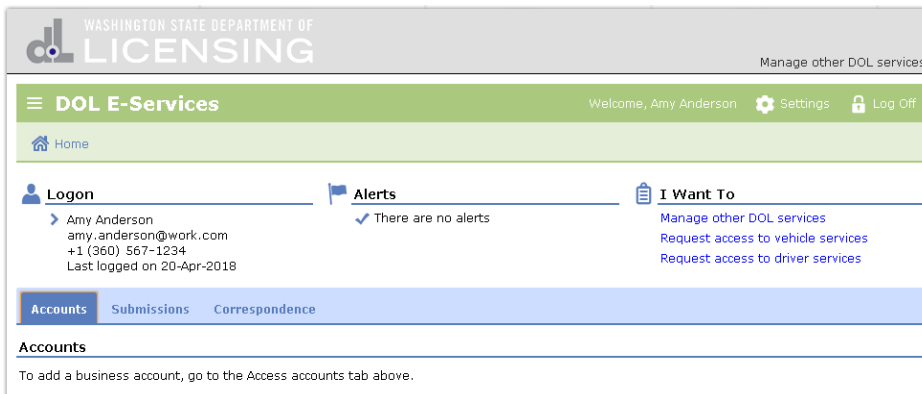 WASHINGTON STATE DEPARTMENT OF
LICENSING
Manage other DOL services
DOL E-Services
Welcome, Amy Anderson
Settings
Log Off
Home
Logon
Amy Anderson
amy.anderson@work.com
+1 (360) 567-1234
Last logged on 20-Apr-2018
Alerts
There are no alerts
I Want To
Manage other DOL services
Request access to vehicle services
Request access to driver services
Accounts Submissions Correspondence
Accounts
To add a business account, go to the Access accounts tab above.